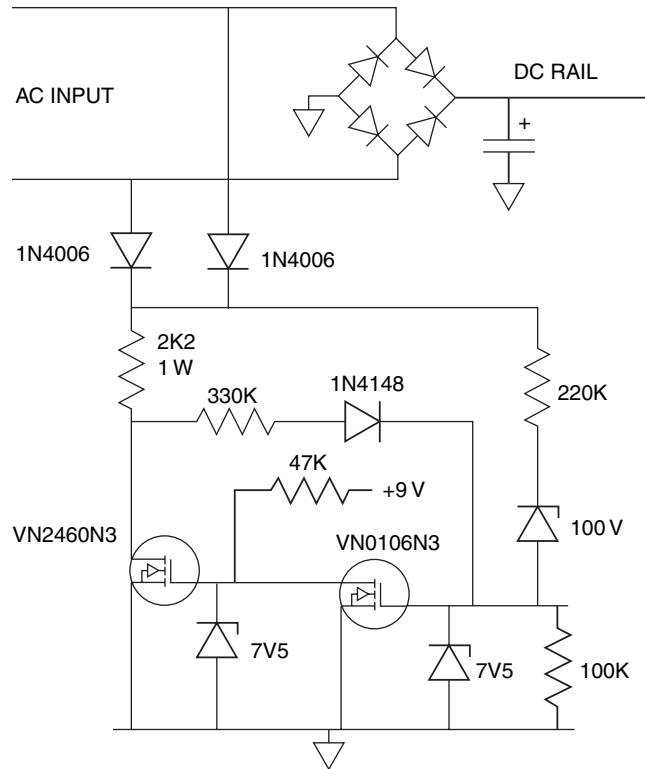 DC RAIL
AC INPUT
+
1N4006
1N4006
2K2
1 W
1N4148
330K
220K
47K
+9 V
100 V
VN2460N3
VN0106N3
7V5
7V5
100K